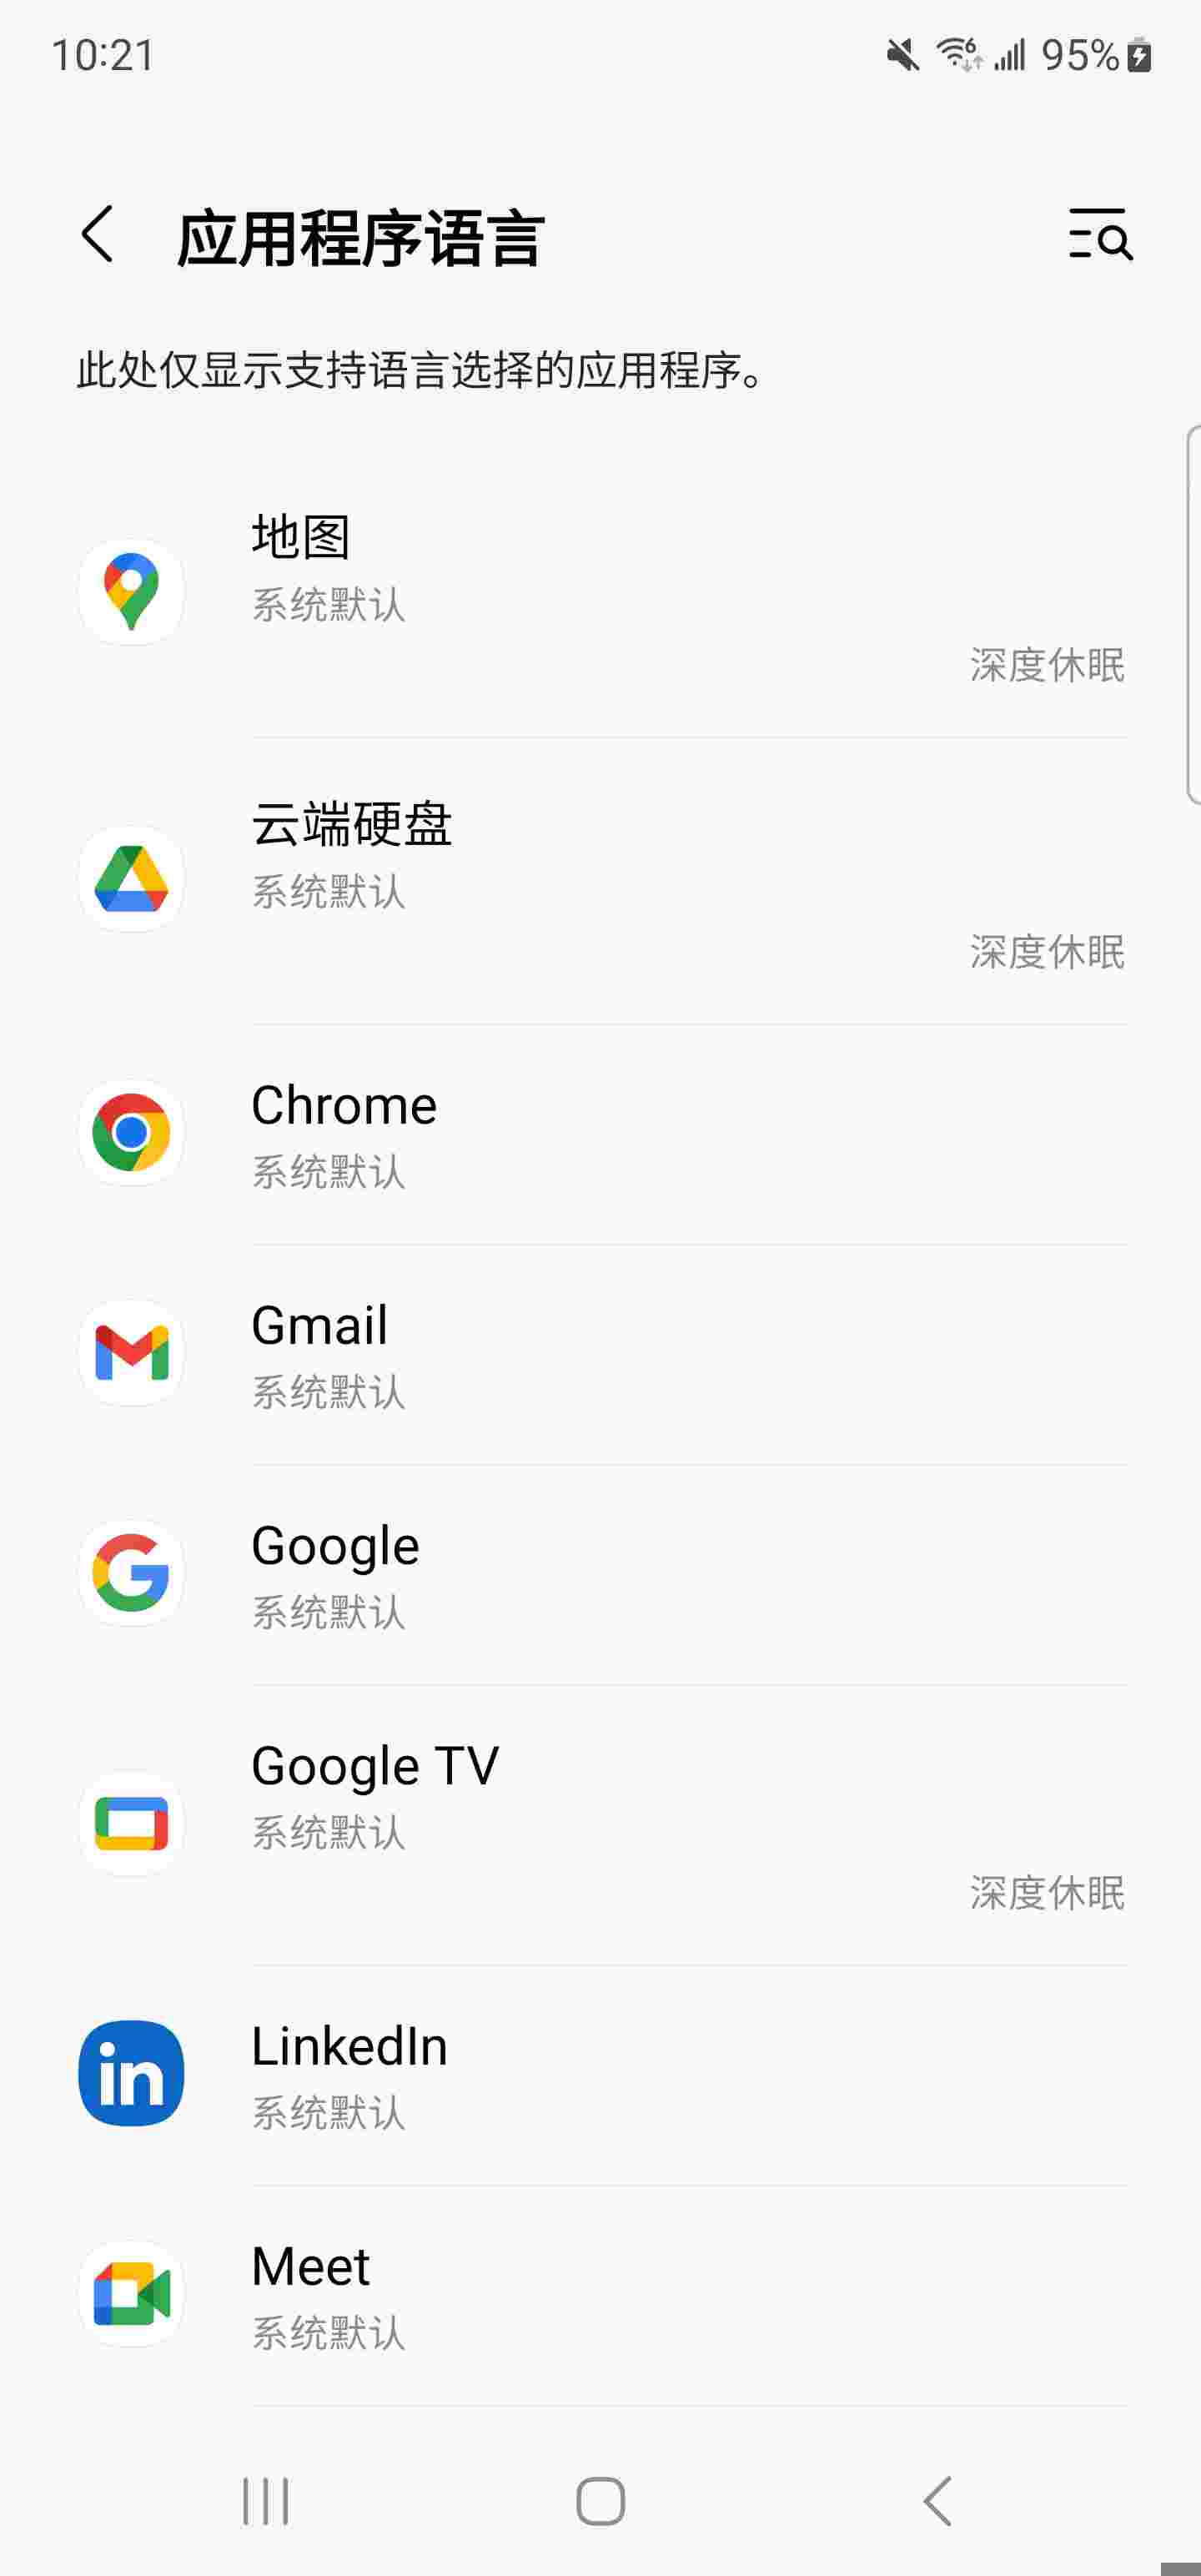 10:21
95%
应用程序语言
此处仅显示支持语言选择的应用程序。
地图
系统默认
深度休眠
云端硬盘
系统默认
深度休眠
Chrome
系统默认
Gmail
系统默认
Google
系统默认
Google TV
系统默认
深度休眠
LinkedIn
系统默认
Meet
系统默认